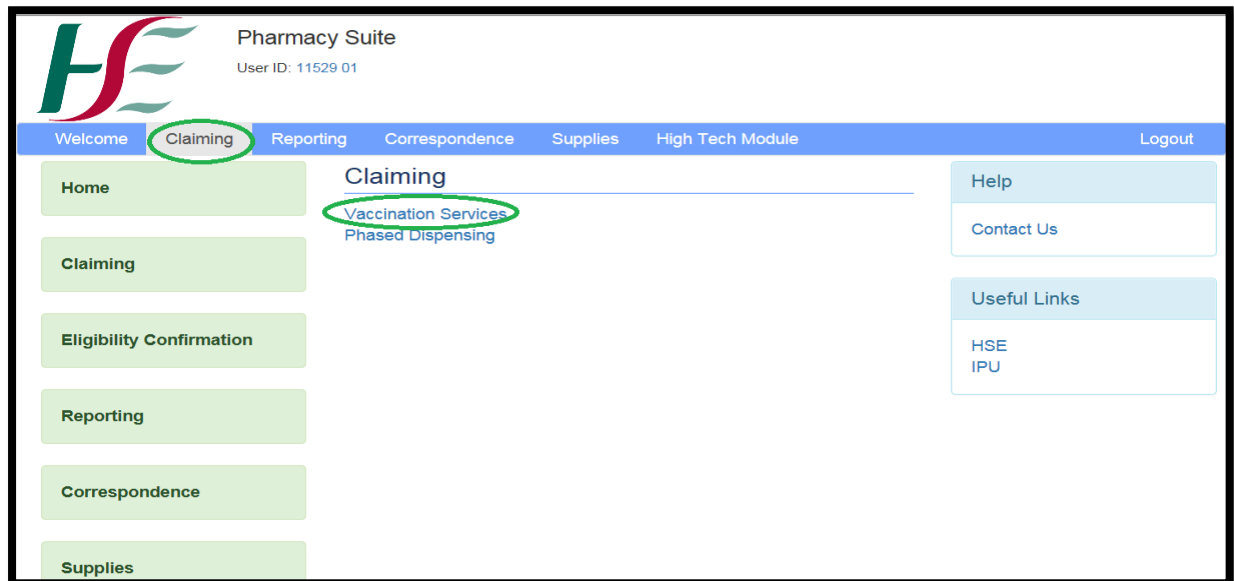 HSE
Pharmacy Suite
User ID: 11529 01
Welcome Claiming Reporting Correspondence Supplies High Tech Module Logout
Home
Claiming
Eligibility Confirmation
Reporting
Correspondence
Supplies
Claiming
Vaccination Services
Phased Dispensing
Help
Contact Us
Useful Links
HSE
IPU